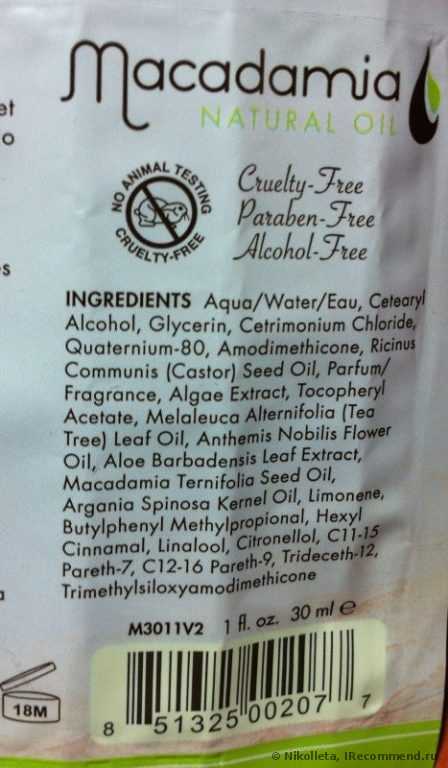 et
o
s
Macadamia
NATURAL OIL
NO ANIMAL TESTING
CRUELTY-FREE
Cruelty-Free
Paraben-Free
Alcohol-Free
INGREDIENTS Aqua/Water/Eau, Cetearyl
Alcohol, Glycerin, Cetrimonium Chloride,
Quaternium-80, Amodimethicone, Ricinus
Communis (Castor) Seed Oil, Parfum/
Fragrance, Algae Extract, Tocopheryl
Acetate, Melaleuca Alternifolia (Tea
Tree) Leaf Oil, Anthemis Nobilis Flower
Oil, Aloe Barbadensis Leaf Extract,
Macadamia Ternifolia Seed Oil,
Argania Spinosa Kernel Oil, Limonene,
Butylphenyl Methylpropional, Hexyl
Cinnamal, Linalool, Citronellol, C11-15
Pareth-7, C12-16 Pareth-9, Trideceth-12,
Trimethylsiloxyamodimethicone
M3011V2 1 fl. oz. 30 ml e
18M
8 51325 00207 7
© Nikolleta, IRecommend.ru